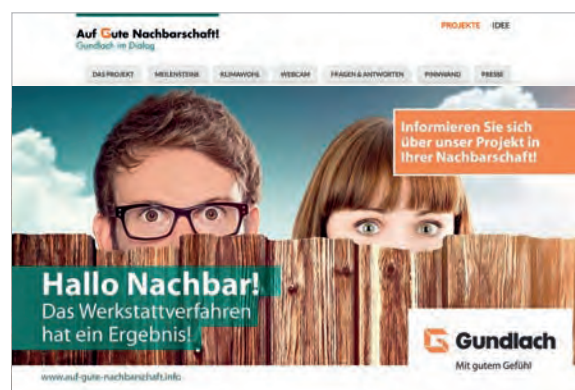 Auf Gute Nachbarschaft!
Gundlach im Dialog
PROJEKTE IDEE
DAS PROJEKT MEILENSTEINE KLIMAWOHL WEBCAM FRAGEN & ANTWORTEN PINNWAND PRESSE
Informieren Sie sich
über unser Projekt in
Ihrer Nachbarschaft!
Hallo Nachbar!
Das Werkstattverfahren
hat ein Ergebnis!
Gundlach
Mit gutem Gefühl
www.auf-gute-nachbarschaft.info